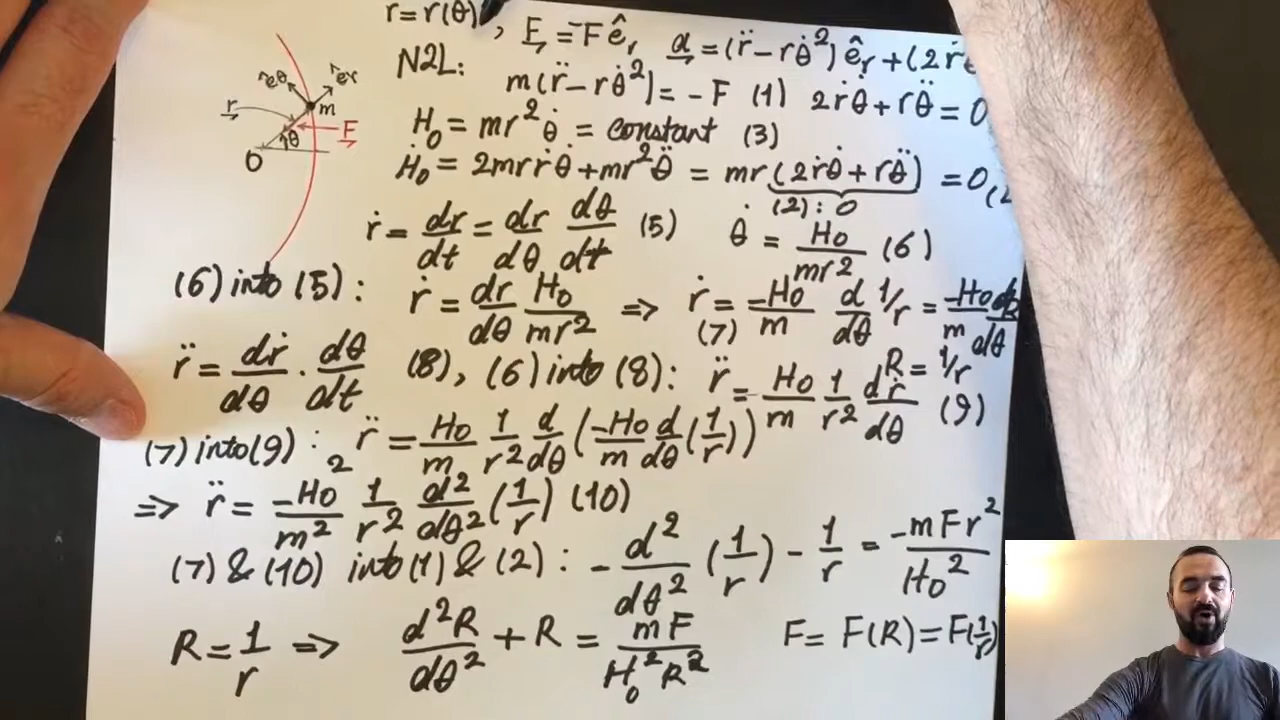 r = r(θ), F = -F ê_r a = (r̈ - rθ̇²) ê_r + (2ṙ
N2L: m(r̈ - rθ̇²) = - F (1) 2ṙθ̇ + rθ̈ = 0
r e_θ e_r m F θ O
H₀ = mr²θ̇ = constant (3)
Ḣ₀ = 2mrṙθ̇ + mr²θ̈ = mr(2ṙθ̇ + rθ̈) = 0,
(2): 0
ṙ = dr/dt = dr/dθ dθ/dt (5) θ̇ = H₀/mr² (6)
(6) into (5): ṙ = dr/dθ H₀/mr² => ṙ = -H₀/m d/dθ 1/r = -H₀/m dR/dθ
(7)
R = 1/r
r̈ = dṙ/dθ . dθ/dt (8), (6) into (8): r̈ = H₀/m 1/r² dṙ/dθ (9)
(7) into (9): r̈ = H₀/m 1/r² d/dθ (-H₀/m d/dθ (1/r))
=> r̈ = -H₀²/m² 1/r² d²/dθ² (1/r) (10)
(7) & (10) into (1) & (2): - d²/dθ² (1/r) - 1/r = -mFr²/H₀²
R = 1/r => d²R/dθ² + R = mF/H₀²R² F = F(R) = F(1/r)